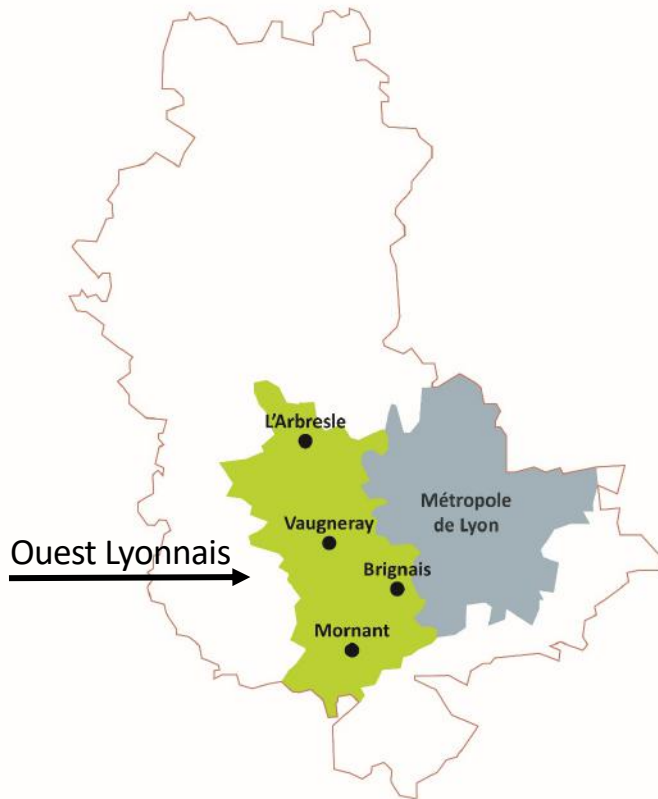 L'Arbresle
Métropole
de Lyon
Vaugneray
Ouest Lyonnais
Brignais
Mornant